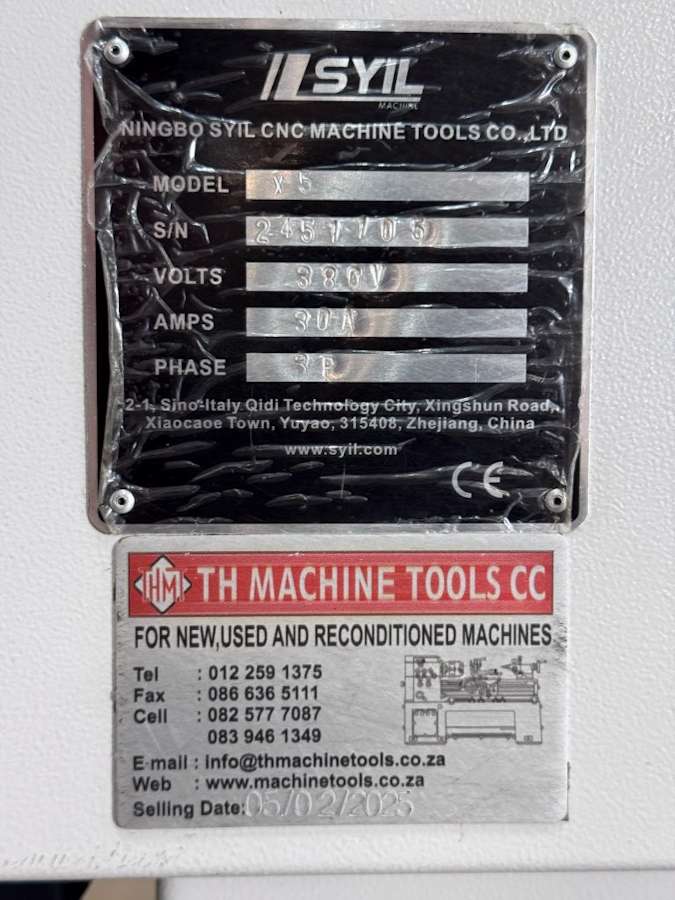 SYIL
MACHINE
NINGBO SYIL CNC MACHINE TOOLS CO.,LTD
MODEL X5
S/N 2451705
VOLTS 380V
AMPS 30A
PHASE 3P
2-1, Sino-Italy Qidi Technology City, Xingshun Road,
Xiaocaoe Town, Yuyao, 315408, Zhejiang, China
www.syil.com
CE
THMT TH MACHINE TOOLS CC
FOR NEW,USED AND RECONDITIONED MACHINES
Tel : 012 259 1375
Fax : 086 636 5111
Cell : 082 577 7087
083 946 1349
E-mail : info@thmachinetools.co.za
Web : www.machinetools.co.za
Selling Date: 05/02/2025